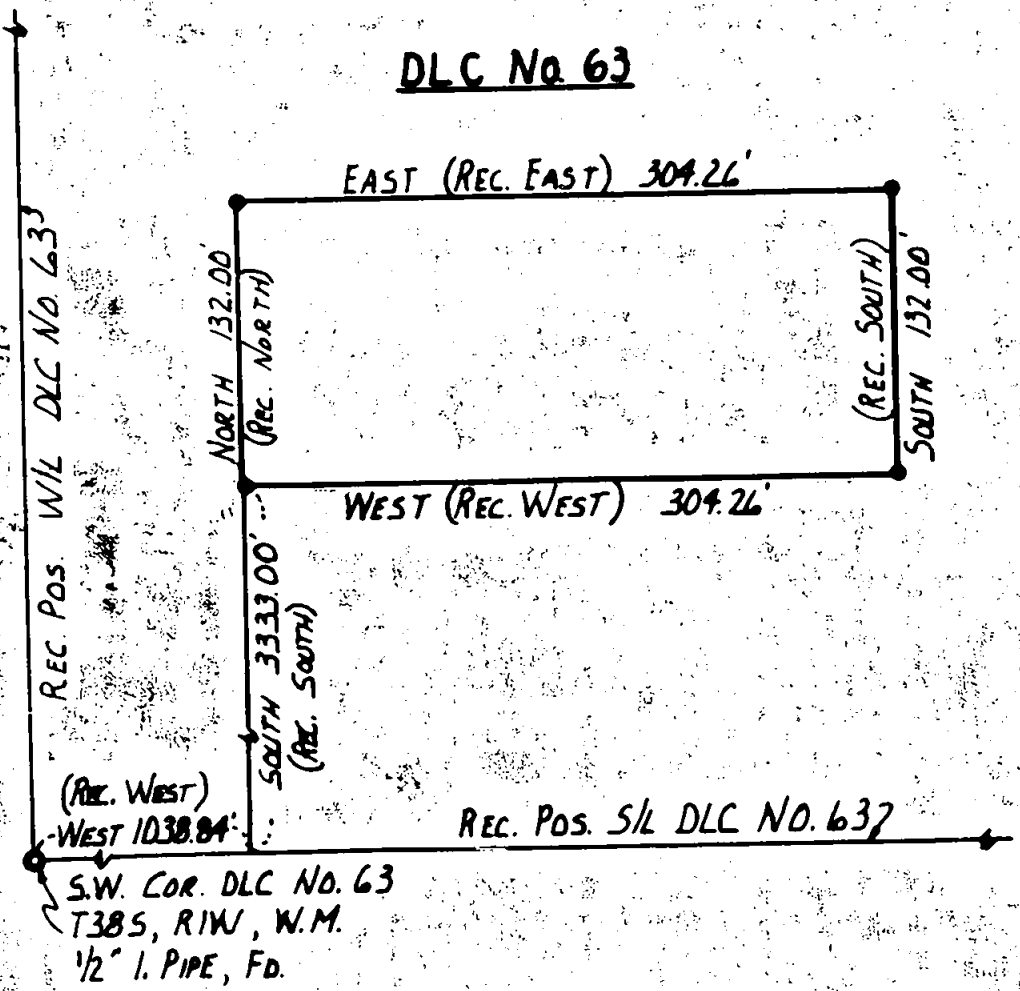 DLC No. 63
EAST (REC. EAST) 304.26'
REC. POS. W/L DLC NO. 63
NORTH 132.00'
(REC. NORTH)
(REC. SOUTH)
SOUTH 132.00'
WEST (REC. WEST) 304.26'
SOUTH 3333.00'
(REC. SOUTH)
(REC. WEST)
WEST 1038.84'
REC. POS. S/L DLC NO. 63
S.W. COR. DLC NO. 63
T38S, R1W, W.M.
1/2" I. PIPE, FD.